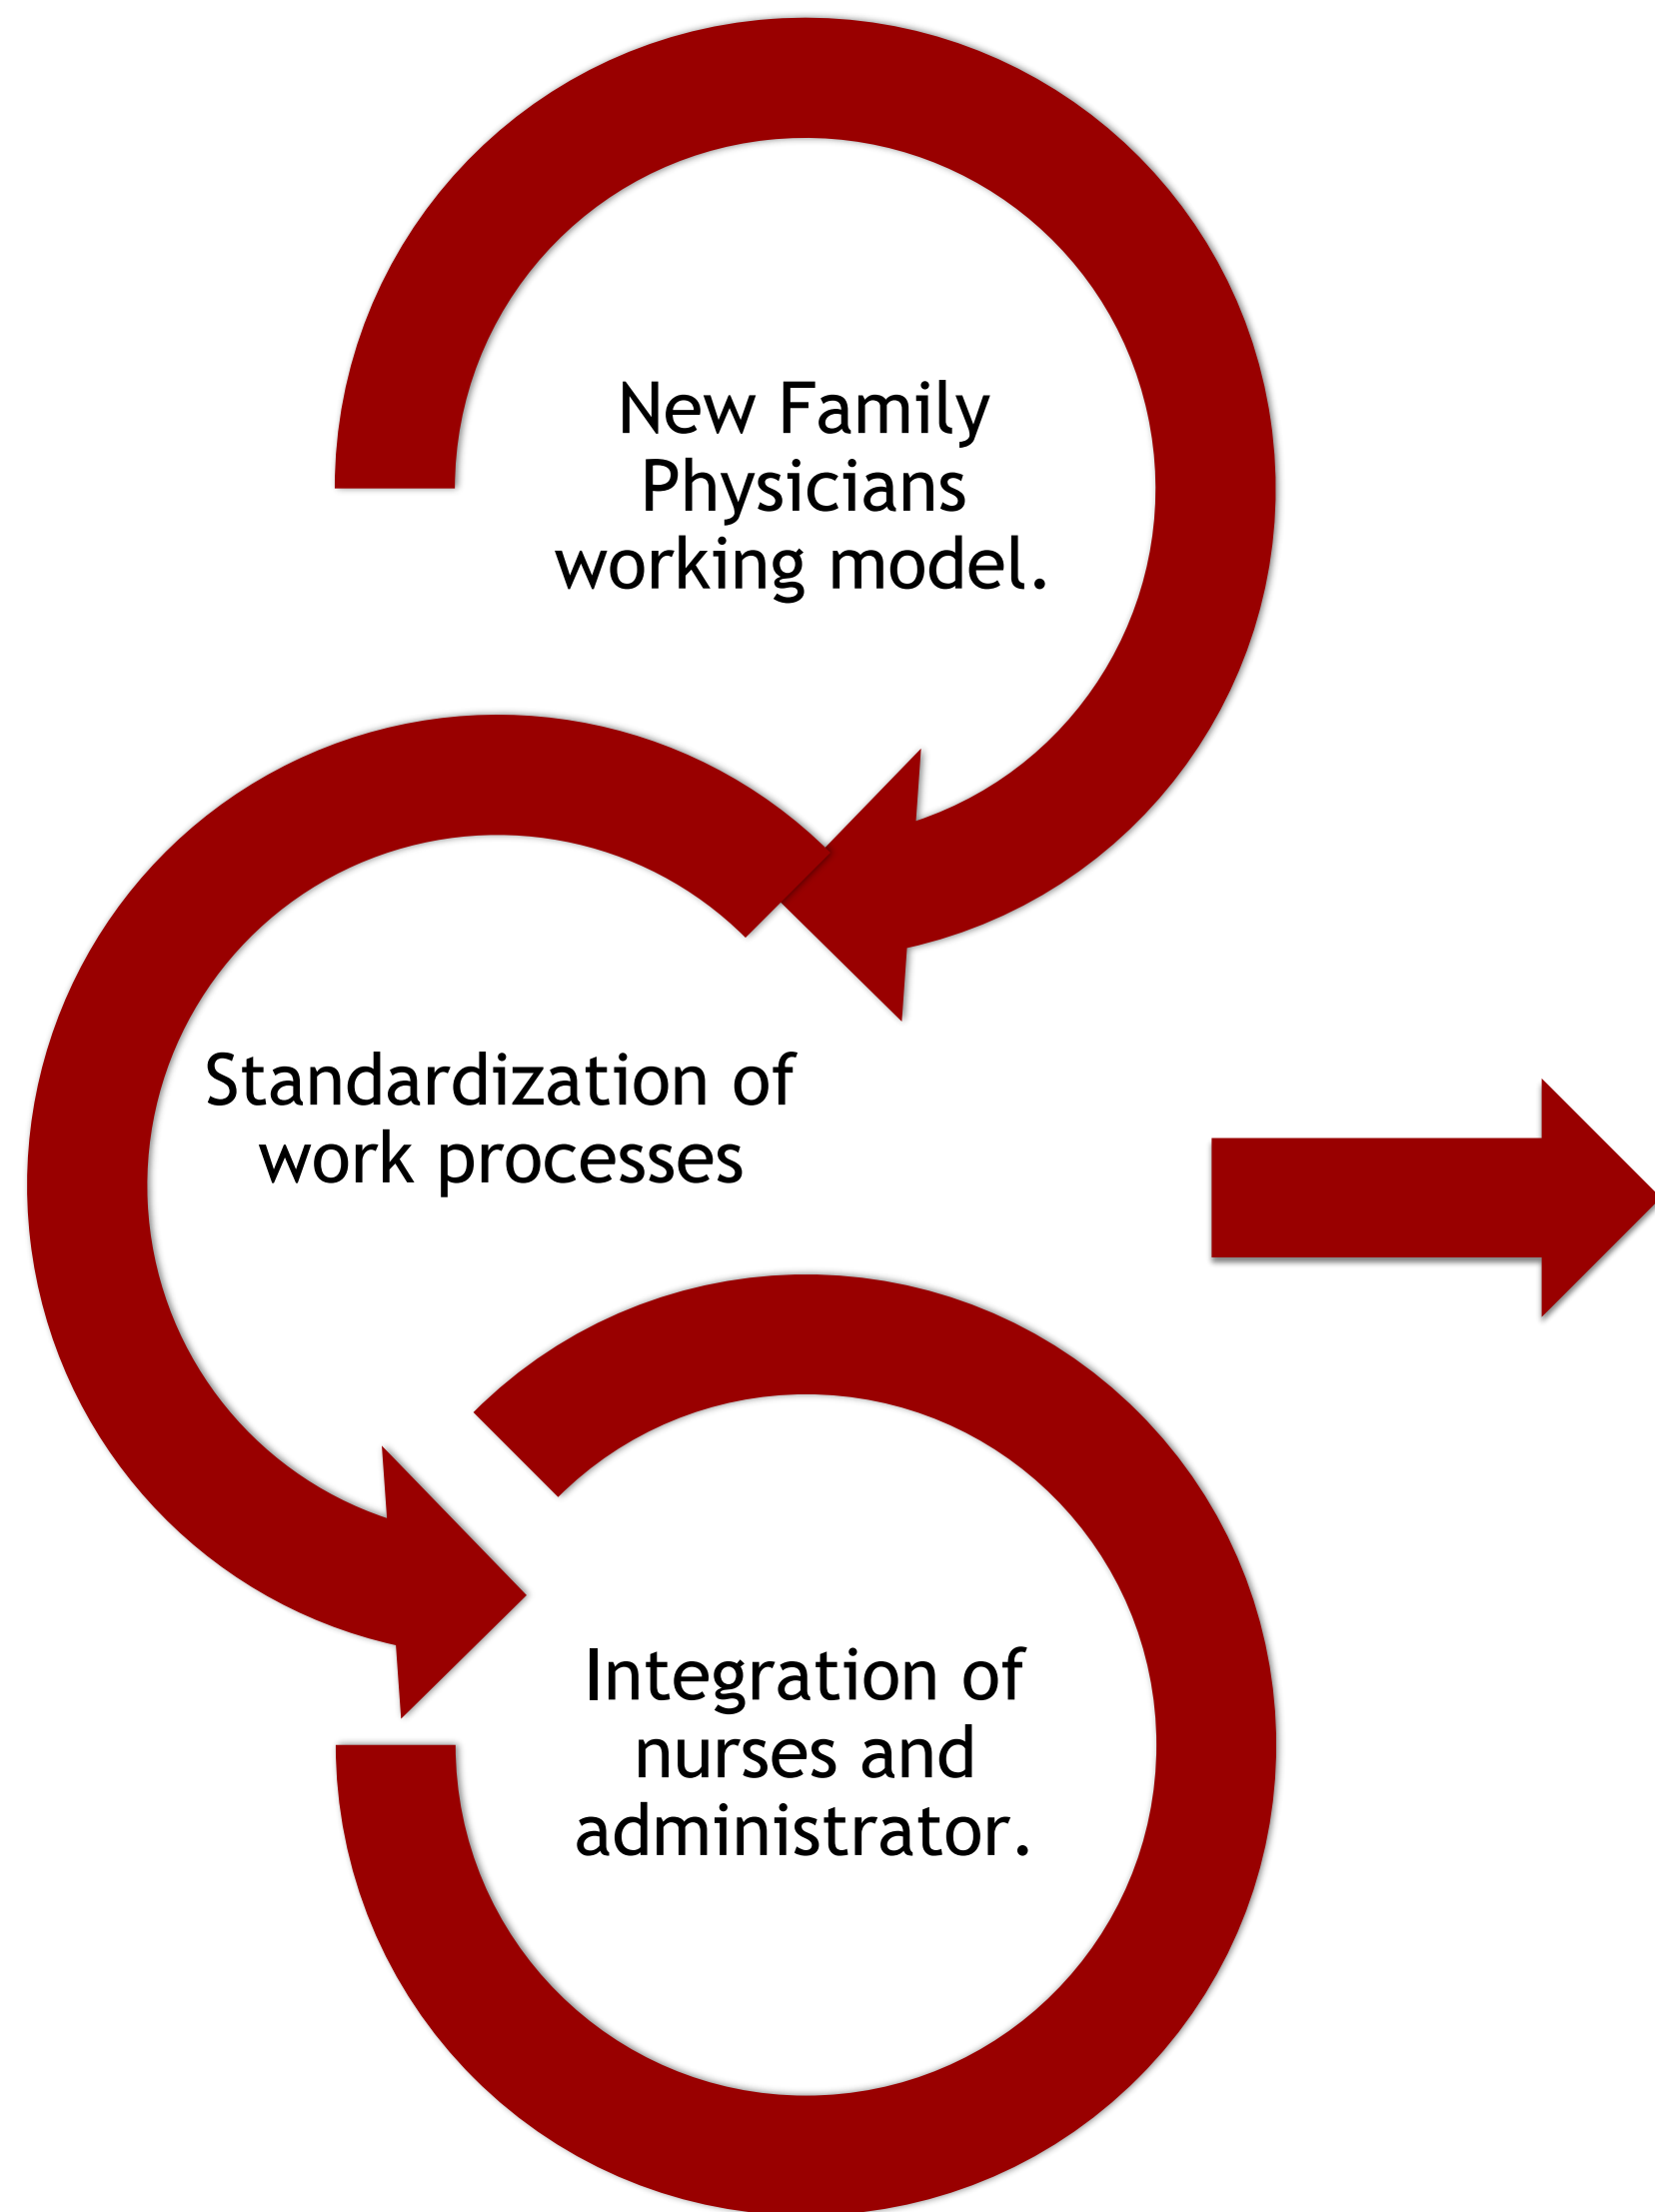 New Family
Physicians
working model.
Standardization of
work processes
Integration of
nurses and
administrator.